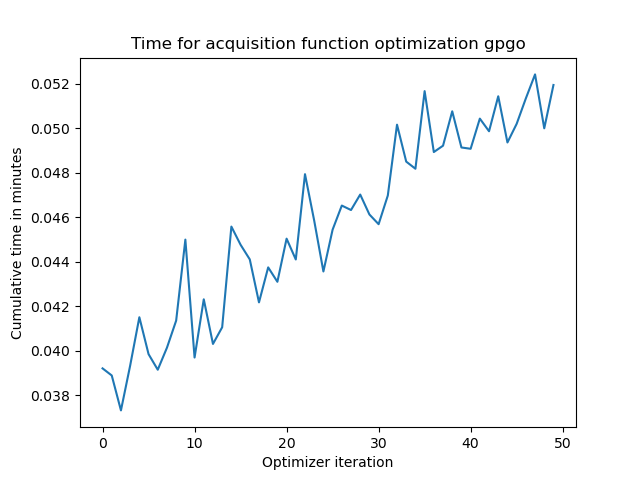 Time for acquisition function optimization gpgo
0.052
0.050
0.048
0.046
0.044
0.042
0.040
0.038
Cumulative time in minutes
0 10 20 30 40 50
Optimizer iteration